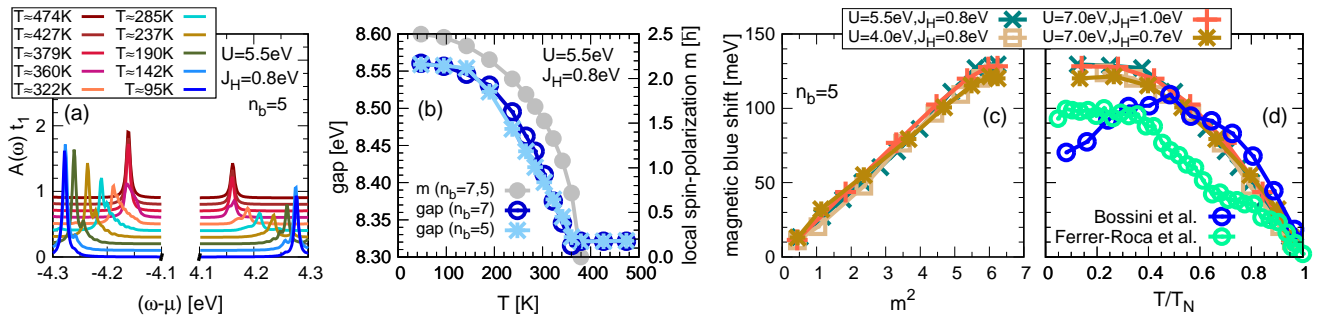 T≈474K T≈285K
T≈427K T≈237K
T≈379K T≈190K
T≈360K T≈142K
T≈322K T≈95K
U=5.5eV
J_H=0.8eV
n_b=5
(a)
A(ω) t_1
2
1
0
-4.3 -4.2 -4.1 4.1 4.2 4.3
(ω-μ) [eV]
8.60
8.55
8.50
8.45
8.40
8.35
8.30
gap [eV]
U=5.5eV
J_H=0.8eV
(b)
m (n_b=7,5)
gap (n_b=7)
gap (n_b=5)
0 100 200 300 400 500
T [K]
2.5
2.0
1.5
1.0
0.5
0.0
local spin-polarization m [ħ]
U=5.5eV,J_H=0.8eV U=7.0eV,J_H=1.0eV
U=4.0eV,J_H=0.8eV U=7.0eV,J_H=0.7eV
magnetic blue shift [meV]
150
100
50
0
n_b=5
(c)
0 1 2 3 4 5 6 7
m^2
(d)
Bossini et al.
Ferrer-Roca et al.
0 0.2 0.4 0.6 0.8 1
T/T_N